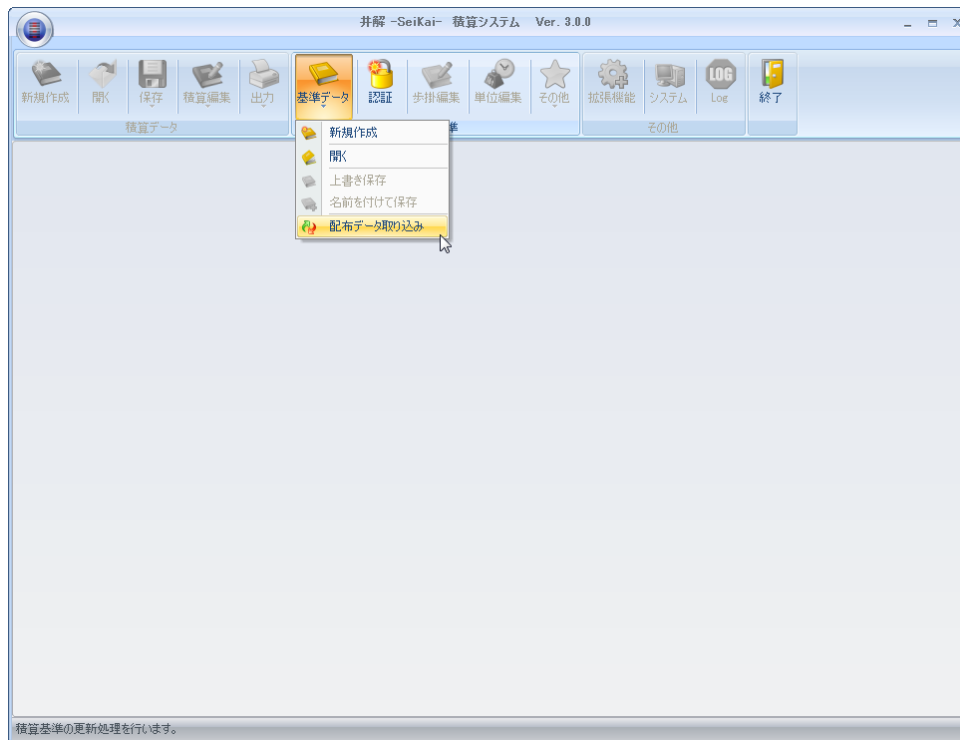 井解 -SeiKai- 積算システム Ver. 3.0.0
新規作成 開く 保存 積算編集 出力 基準データ 認証 歩掛編集 単位編集 その他 拡張機能 システム LOG Log 終了
積算データ 準 その他
新規作成
開く
上書き保存
名前を付けて保存
配布データ取り込み
積算基準の更新処理を行います。